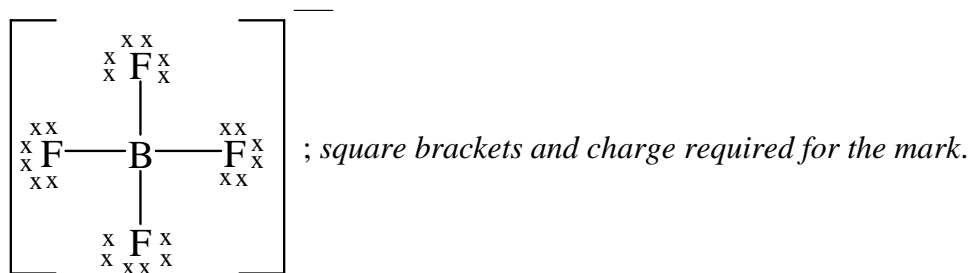 x x
x F x
x x
x x x x
x F B F x
x x
x x x x
x F x
x x
x x
; square brackets and charge required for the mark.